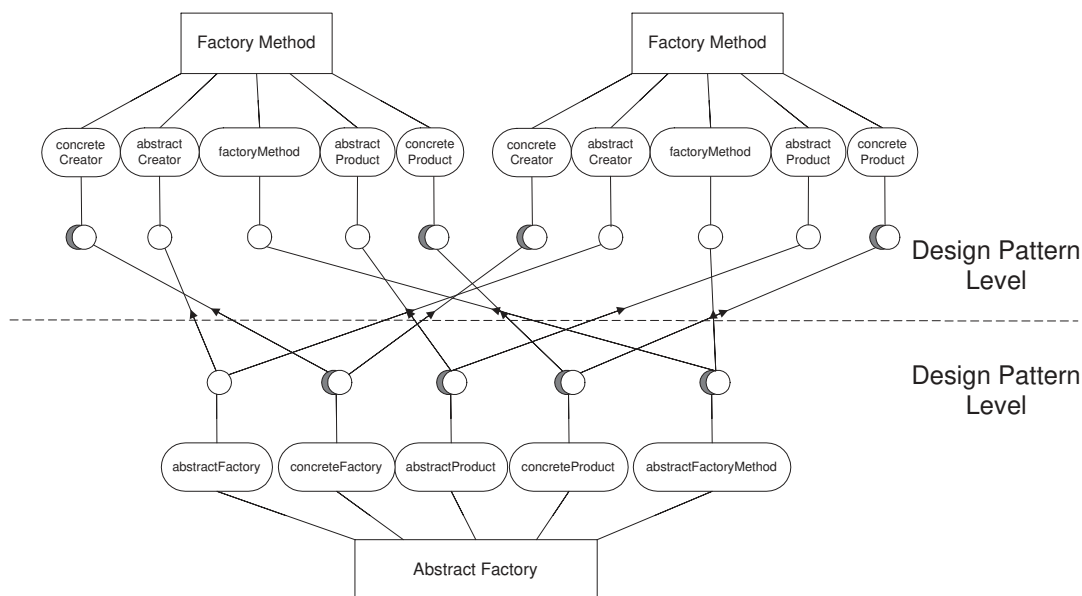 Factory Method
Factory Method
concrete
Creator
abstract
Creator
factoryMethod
abstract
Product
concrete
Product
concrete
Creator
abstract
Creator
factoryMethod
abstract
Product
concrete
Product
Design Pattern
Level
Design Pattern
Level
abstractFactory
concreteFactory
abstractProduct
concreteProduct
abstractFactoryMethod
Abstract Factory